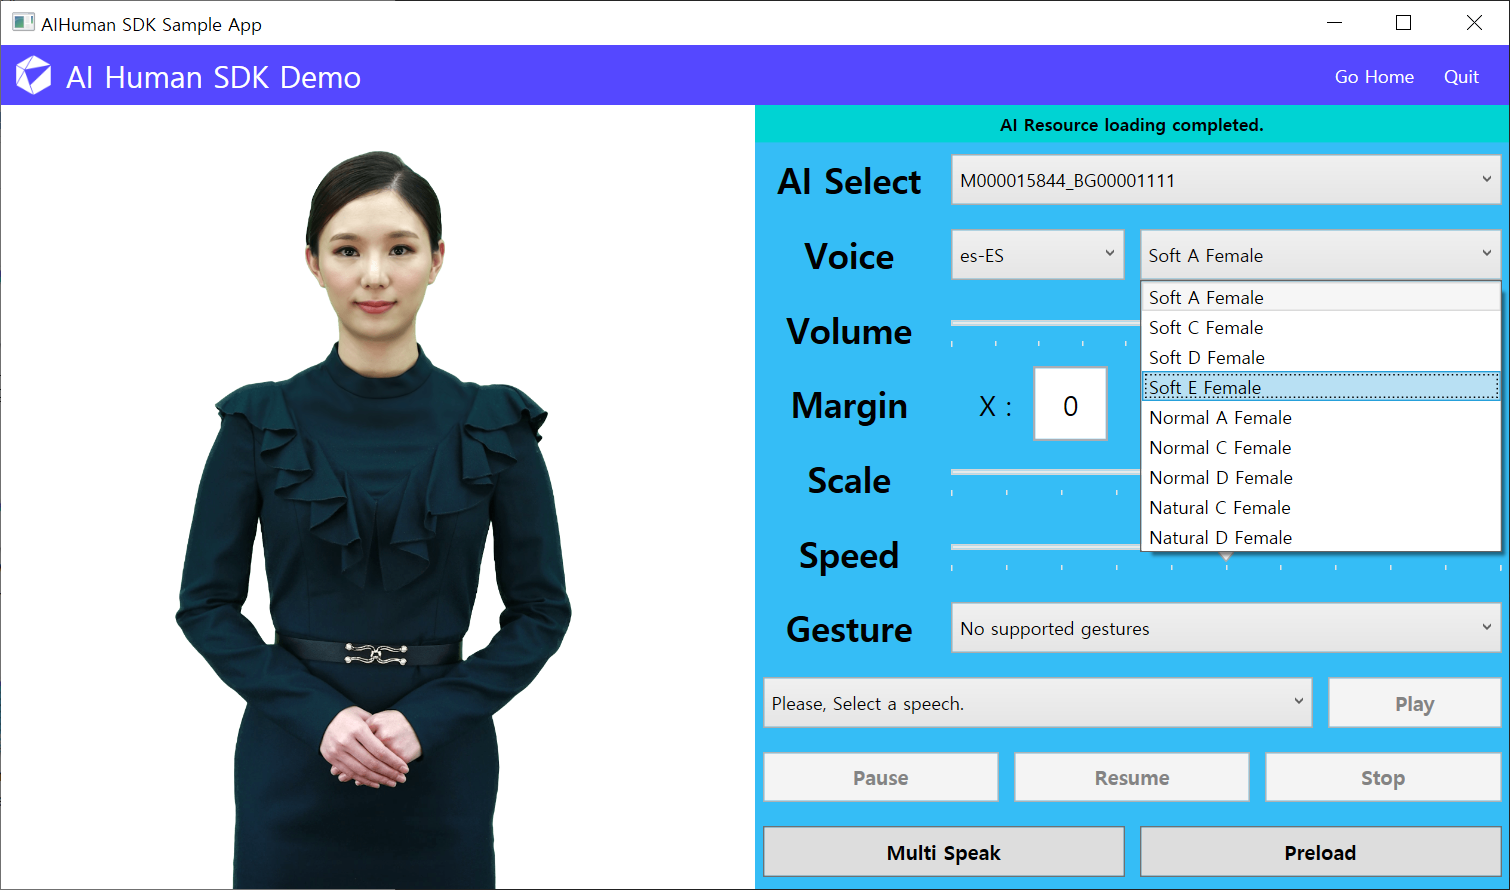 AIHuman SDK Sample App
AI Human SDK Demo
Go Home
Quit
AI Resource loading completed.
AI Select
M000015844_BG00001111
Voice
es-ES
Soft A Female
Soft A Female
Soft C Female
Soft D Female
Soft E Female
Normal A Female
Normal C Female
Normal D Female
Natural C Female
Natural D Female
Volume
Margin
X :
0
Scale
Speed
Gesture
No supported gestures
Please, Select a speech.
Play
Pause
Resume
Stop
Multi Speak
Preload